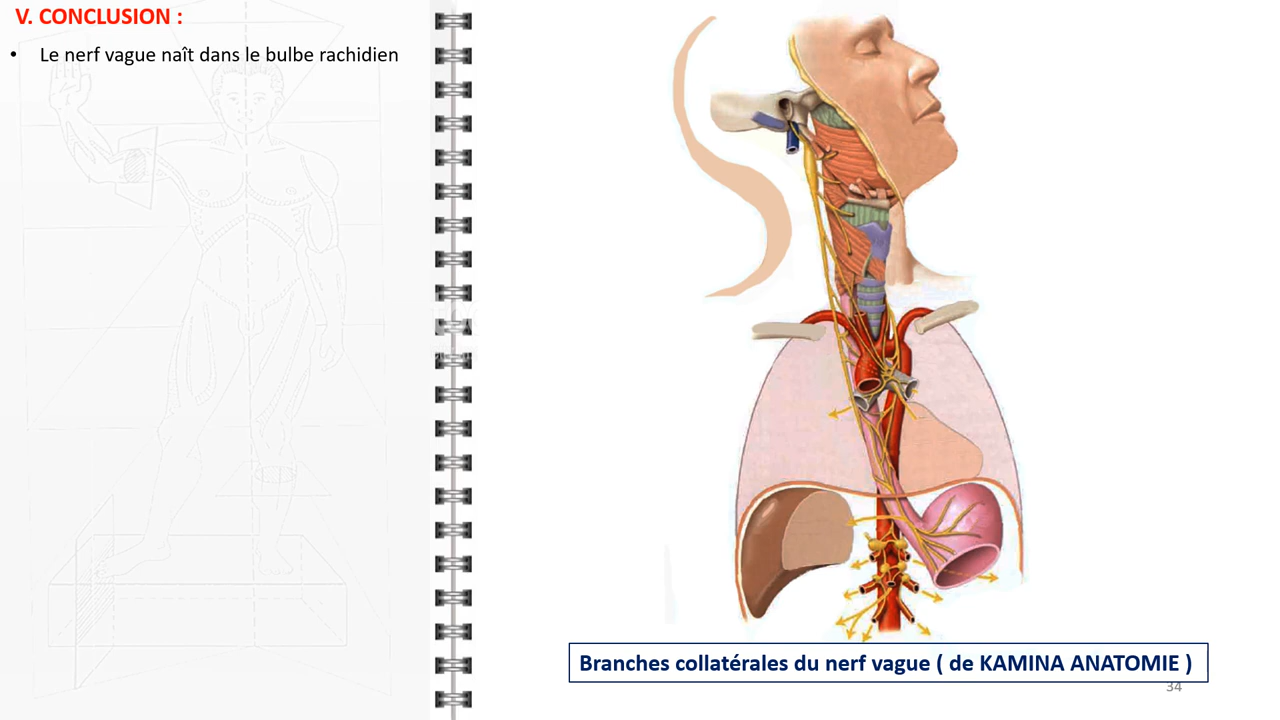 V. CONCLUSION :
• Le nerf vague naît dans le bulbe rachidien
Branches collatérales du nerf vague ( de KAMINA ANATOMIE )
34